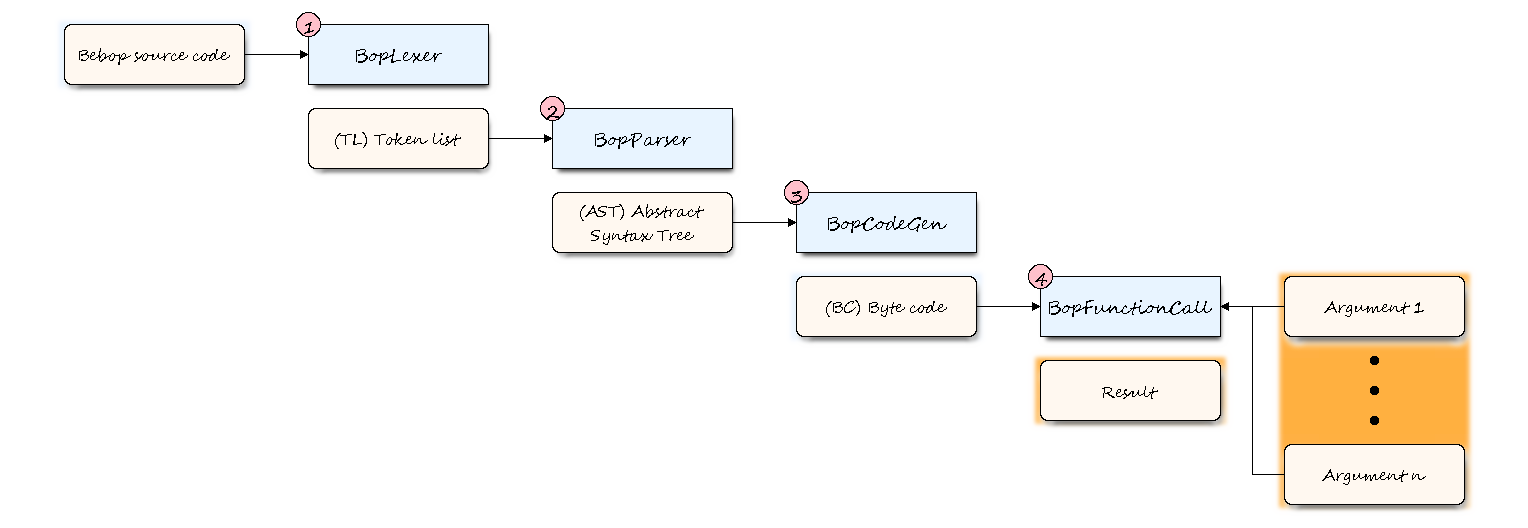 1
Bebop source code
BopLexer
2
(TL) Token list
BopParser
3
(AST) Abstract
Syntax Tree
BopCodeGen
4
(BC) Byte code
BopFunctionCall
Argument 1
Result
Argument n